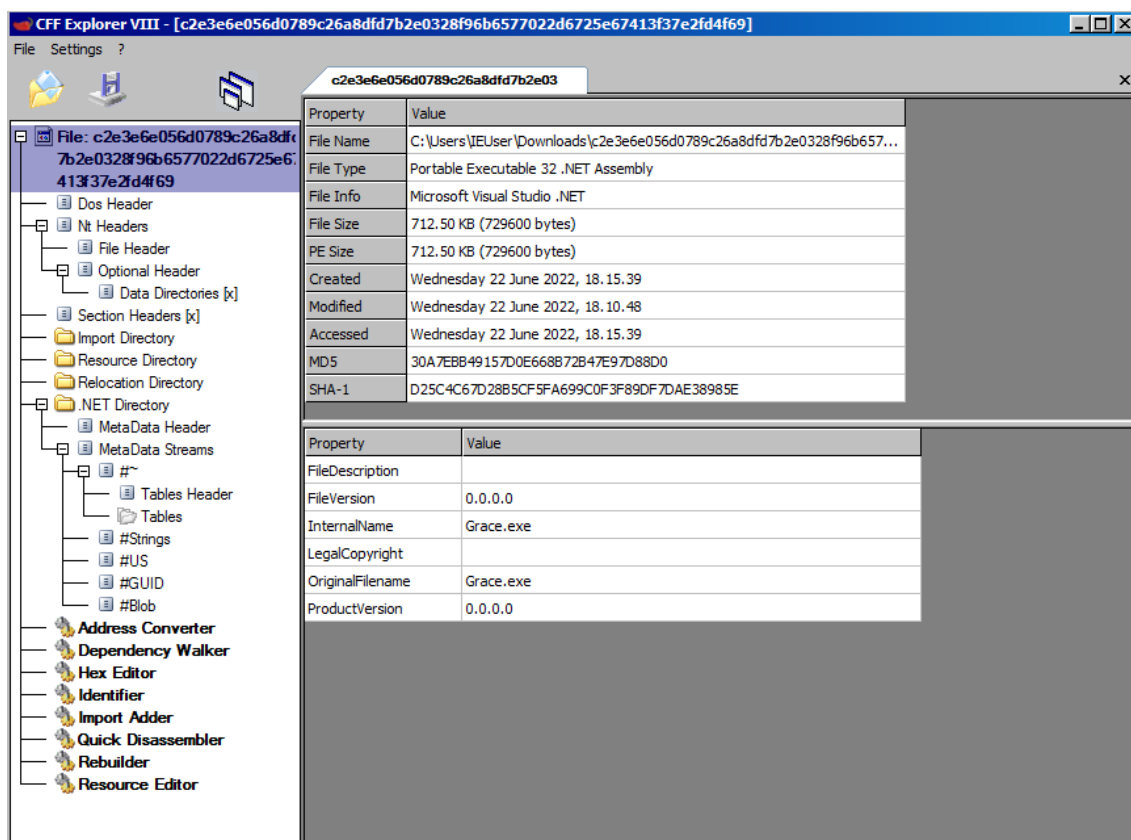 CFF Explorer VIII - [c2e3e6e056d0789c26a8dfd7b2e0328f96b6577022d6725e67413f37e2fd4f69]
File Settings ?
c2e3e6e056d0789c26a8dfd7b2e03
File: c2e3e6e056d0789c26a8dfd
7b2e0328f96b6577022d6725e67
413f37e2fd4f69
Dos Header
Nt Headers
File Header
Optional Header
Data Directories [x]
Section Headers [x]
Import Directory
Resource Directory
Relocation Directory
.NET Directory
MetaData Header
MetaData Streams
#~
Tables Header
Tables
#Strings
#US
#GUID
#Blob
Address Converter
Dependency Walker
Hex Editor
Identifier
Import Adder
Quick Disassembler
Rebuilder
Resource Editor
Property Value
File Name C:\Users\IEUser\Downloads\c2e3e6e056d0789c26a8dfd7b2e0328f96b657...
File Type Portable Executable 32 .NET Assembly
File Info Microsoft Visual Studio .NET
File Size 712.50 KB (729600 bytes)
PE Size 712.50 KB (729600 bytes)
Created Wednesday 22 June 2022, 18.15.39
Modified Wednesday 22 June 2022, 18.10.48
Accessed Wednesday 22 June 2022, 18.15.39
MD5 30A7EBB49157D0E668B72B47E97D88D0
SHA-1 D25C4C67D28B5CF5FA699C0F3F89DF7DAE38985E
Property Value
FileDescription
FileVersion 0.0.0.0
InternalName Grace.exe
LegalCopyright
OriginalFilename Grace.exe
ProductVersion 0.0.0.0